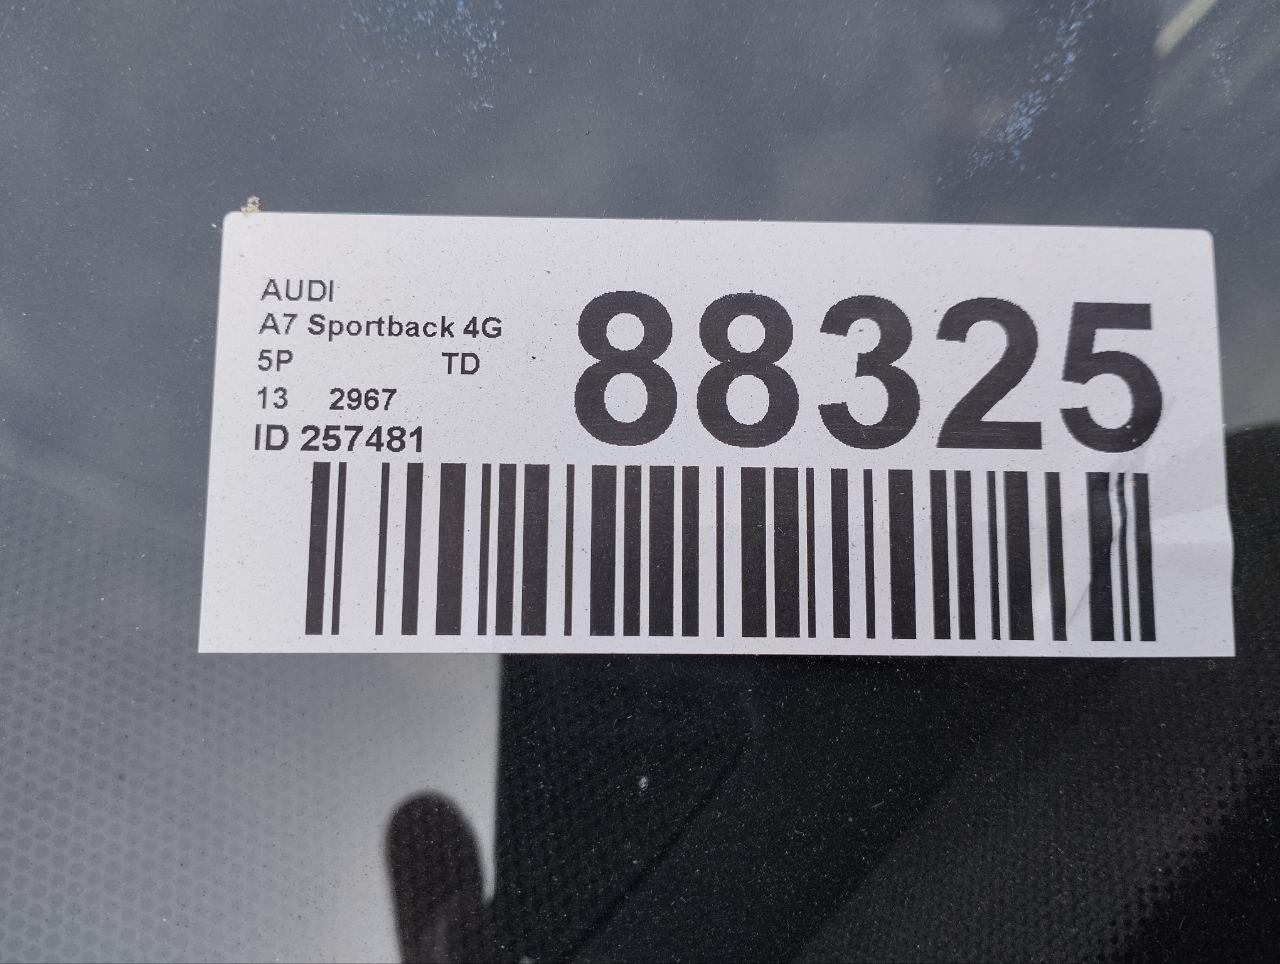 AUDI
A7 Sportback 4G
5P TD
13 2967
ID 257481
88325